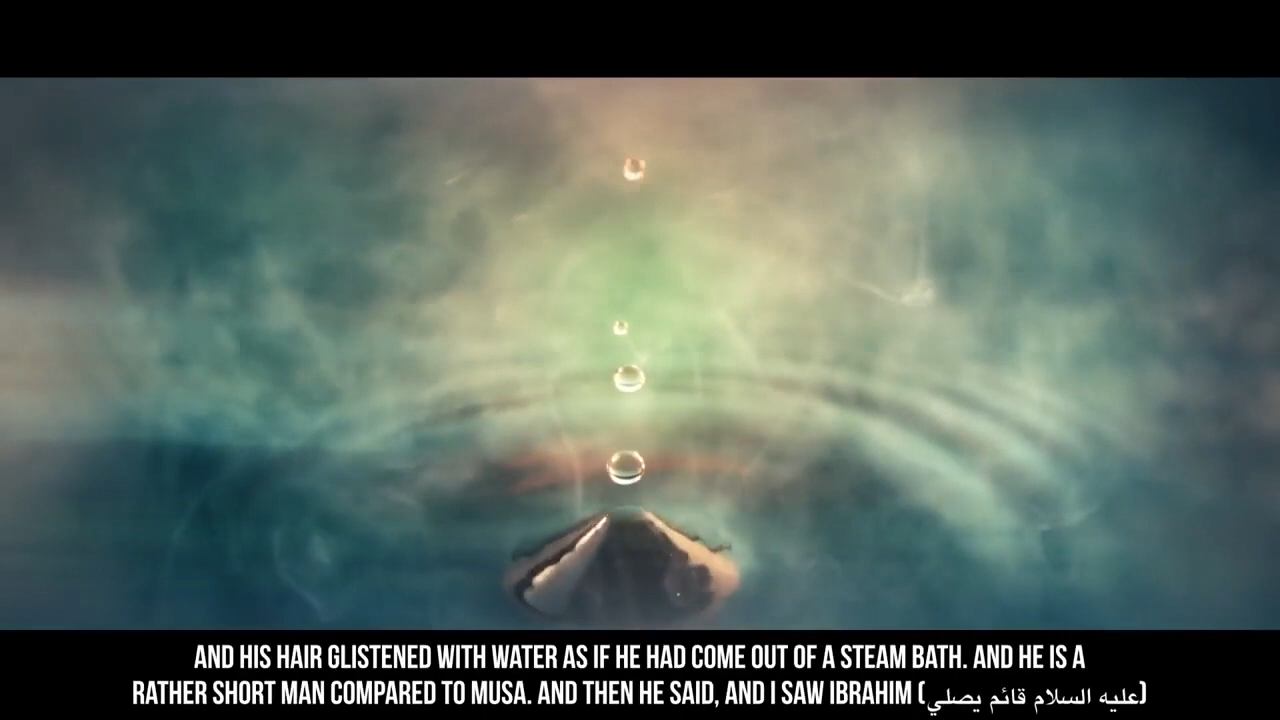 AND HIS HAIR GLISTENED WITH WATER AS IF HE HAD COME OUT OF A STEAM BATH. AND HE IS A
RATHER SHORT MAN COMPARED TO MUSA. AND THEN HE SAID, AND I SAW IBRAHIM (عليه السلام قائم يصلي)